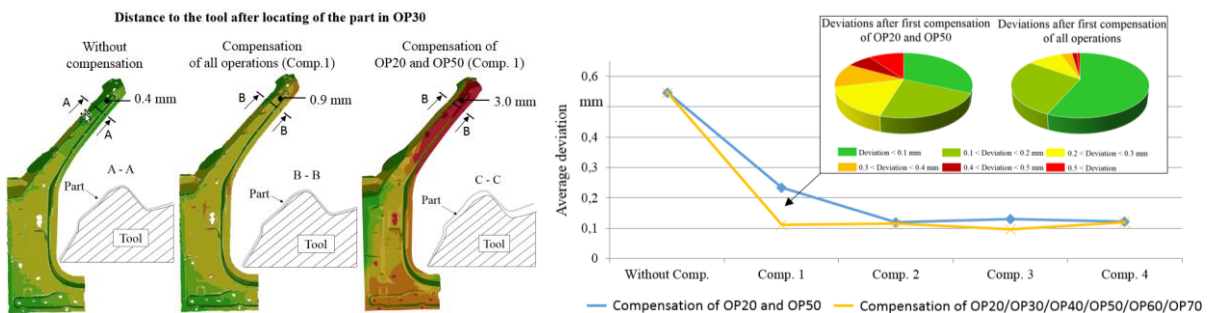 Distance to the tool after locating of the part in OP30
Without
compensation
Compensation
of all operations (Comp.1)
Compensation of
OP20 and OP50 (Comp. 1)
A
A
0.4 mm
B
B
0.9 mm
B
B
3.0 mm
A - A
Part
Tool
B - B
Part
Tool
C - C
Part
Tool
Deviations after first compensation
of OP20 and OP50
Deviations after first compensation
of all operations
Deviation < 0.1 mm
0.1 < Deviation < 0.2 mm
0.2 < Deviation < 0.3 mm
0.3 < Deviation < 0.4 mm
0.4 < Deviation < 0.5 mm
0.5 < Deviation
Average deviation
0,6
mm
0,3
0,2
0,1
0
Without Comp.
Comp. 1
Comp. 2
Comp. 3
Comp. 4
Compensation of OP20 and OP50
Compensation of OP20/OP30/OP40/OP50/OP60/OP70